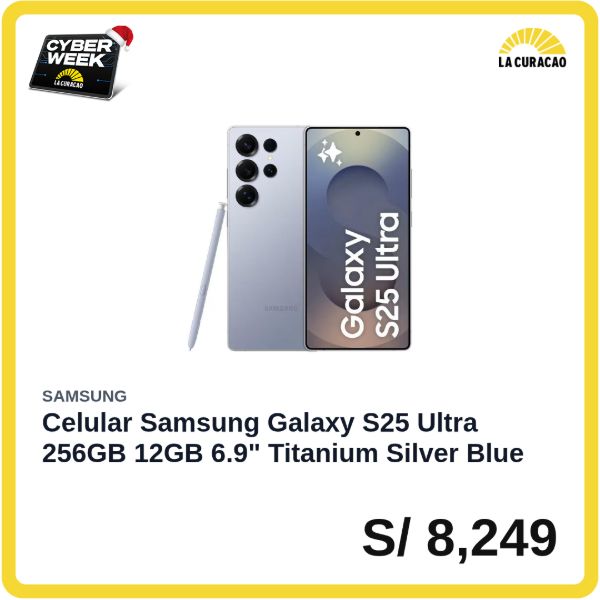 CYBER
WEEK
LA CURACAO
LA CURACAO
SAMSUNG
Galaxy
S25 Ultra
SAMSUNG
Celular Samsung Galaxy S25 Ultra
256GB 12GB 6.9" Titanium Silver Blue
S/ 8,249